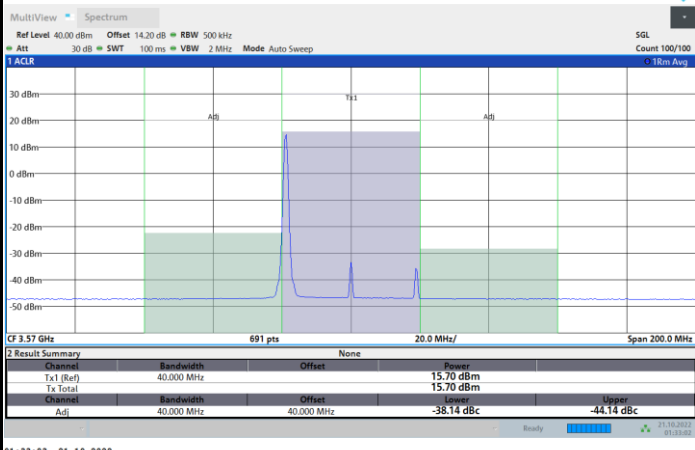 MultiView Spectrum
Ref Level 40.00 dBm Offset 14.20 dB RBW 500 kHz SGL
Att 30 dB SWT 100 ms VBW 2 MHz Mode Auto Sweep Count 100/100
1 ACLR 1Rm Avg
30 dBm
Tx1
20 dBm Adj Adj
10 dBm
0 dBm
-10 dBm
-20 dBm
-30 dBm
-40 dBm
-50 dBm
CF 3.57 GHz 691 pts 20.0 MHz/ Span 200.0 MHz
2 Result Summary None
Channel Bandwidth Offset Power
Tx1 (Ref) 40.000 MHz 15.70 dBm
Tx Total 15.70 dBm
Channel Bandwidth Offset Lower Upper
Adj 40.000 MHz 40.000 MHz -38.14 dBc -44.14 dBc
Ready 21.10.2022
01:33:02